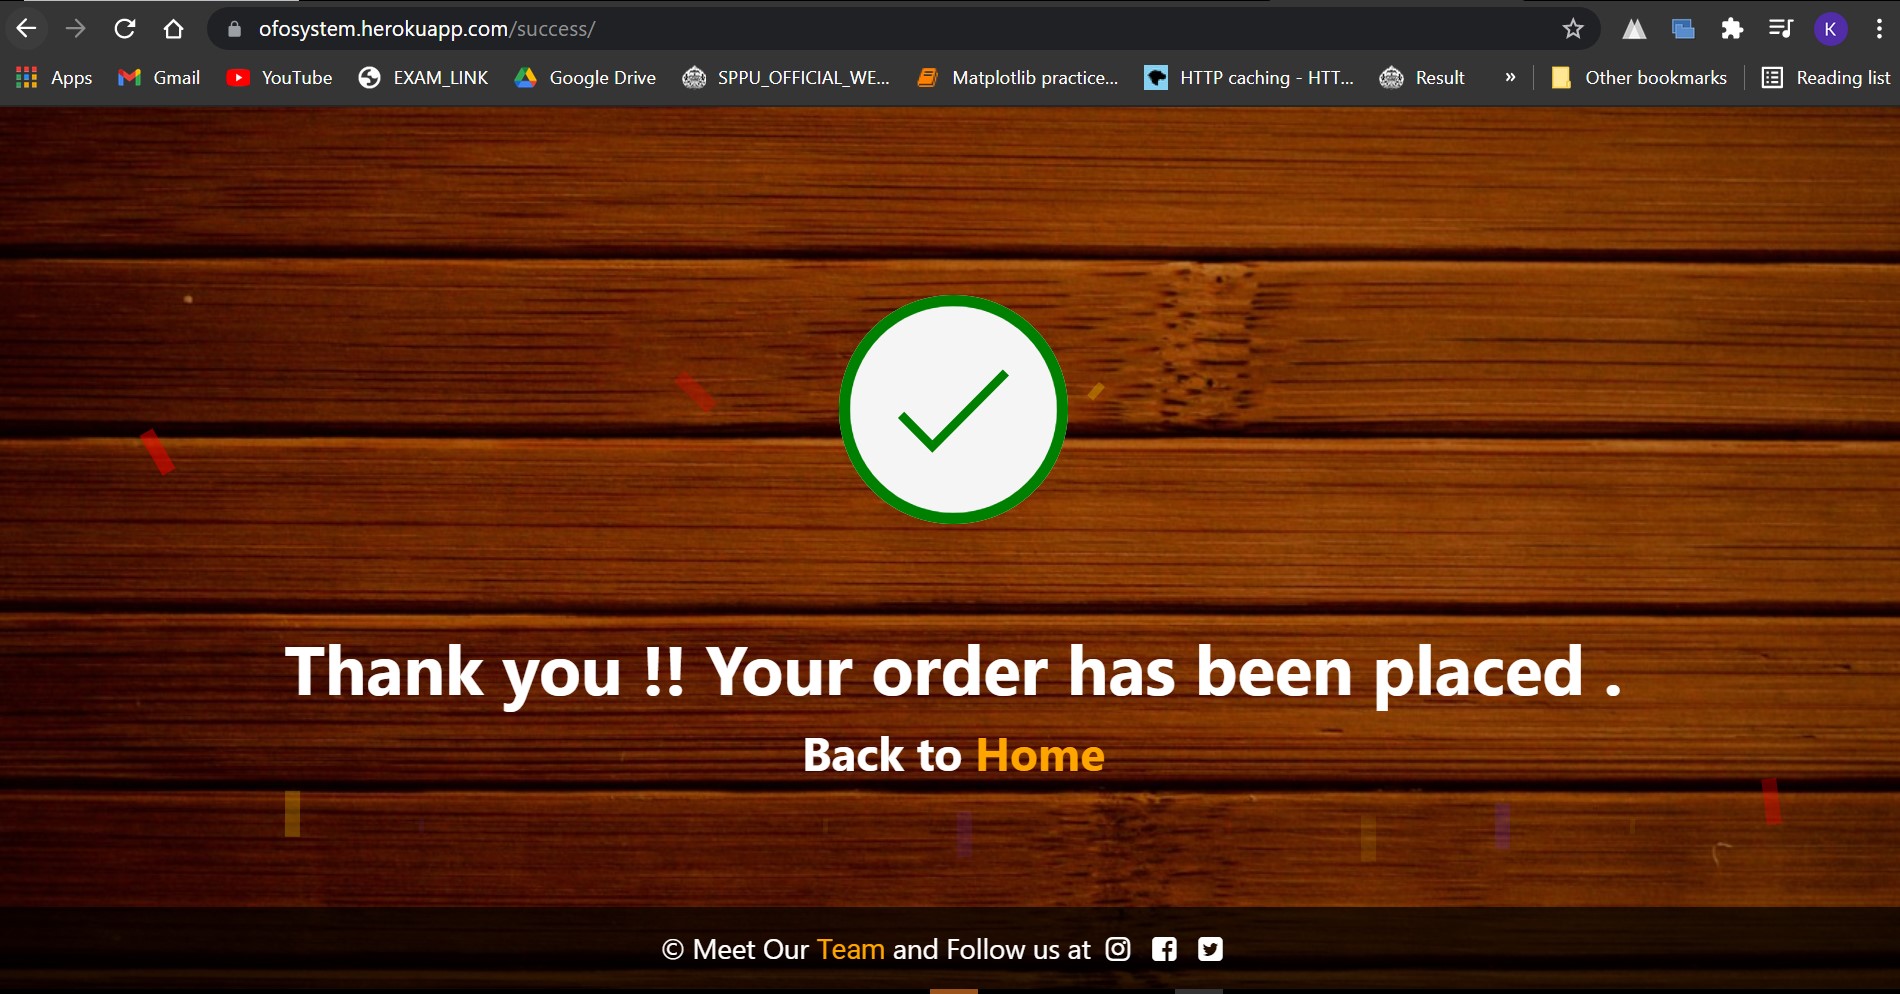 ofosystem.herokuapp.com/success/
K
Apps Gmail YouTube EXAM_LINK Google Drive SPPU_OFFICIAL_WE... Matplotlib practice... HTTP caching - HTT... Result » Other bookmarks Reading list
Thank you !! Your order has been placed .
Back to Home
© Meet Our Team and Follow us at